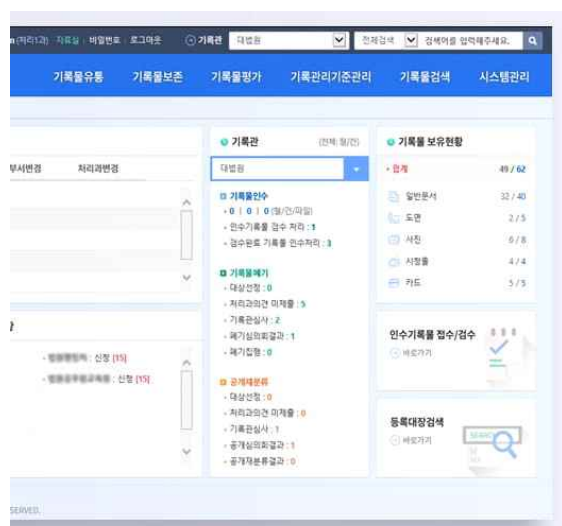 (처리1과) 자료실 비밀번호 로그아웃 기록관 대법원 전체검색 검색어를 입력해주세요.
기록물유통 기록물보존 기록물평가 기록관리기준관리 기록물검색 시스템관리
부서변경 처리과변경
: 신청 [15]
: 신청 [15]
기록관
대법원
기록물인수
0 | 0 | 0 (철/건/파일)
인수기록물 검수 처리 : 1
검수완료 기록물 인수처리 : 3
기록물폐기
대상선정 : 0
처리과의견 미제출 : 5
기록관심사 : 2
폐기심의회결과 : 1
폐기집행 : 0
공개재분류
대상선정 : 0
처리과의견 미제출 : 0
기록관심사 : 1
공개심의회결과 : 1
공개재분류결과 : 0
기록물 보유현황
합계 49 / 62
일반문서 32 / 40
도면 2 / 5
사진 6 / 8
시청물 4 / 4
카드 5 / 5
인수기록물 접수/검수
바로가기
등록대장검색
바로가기
SEARCH
SERVED.